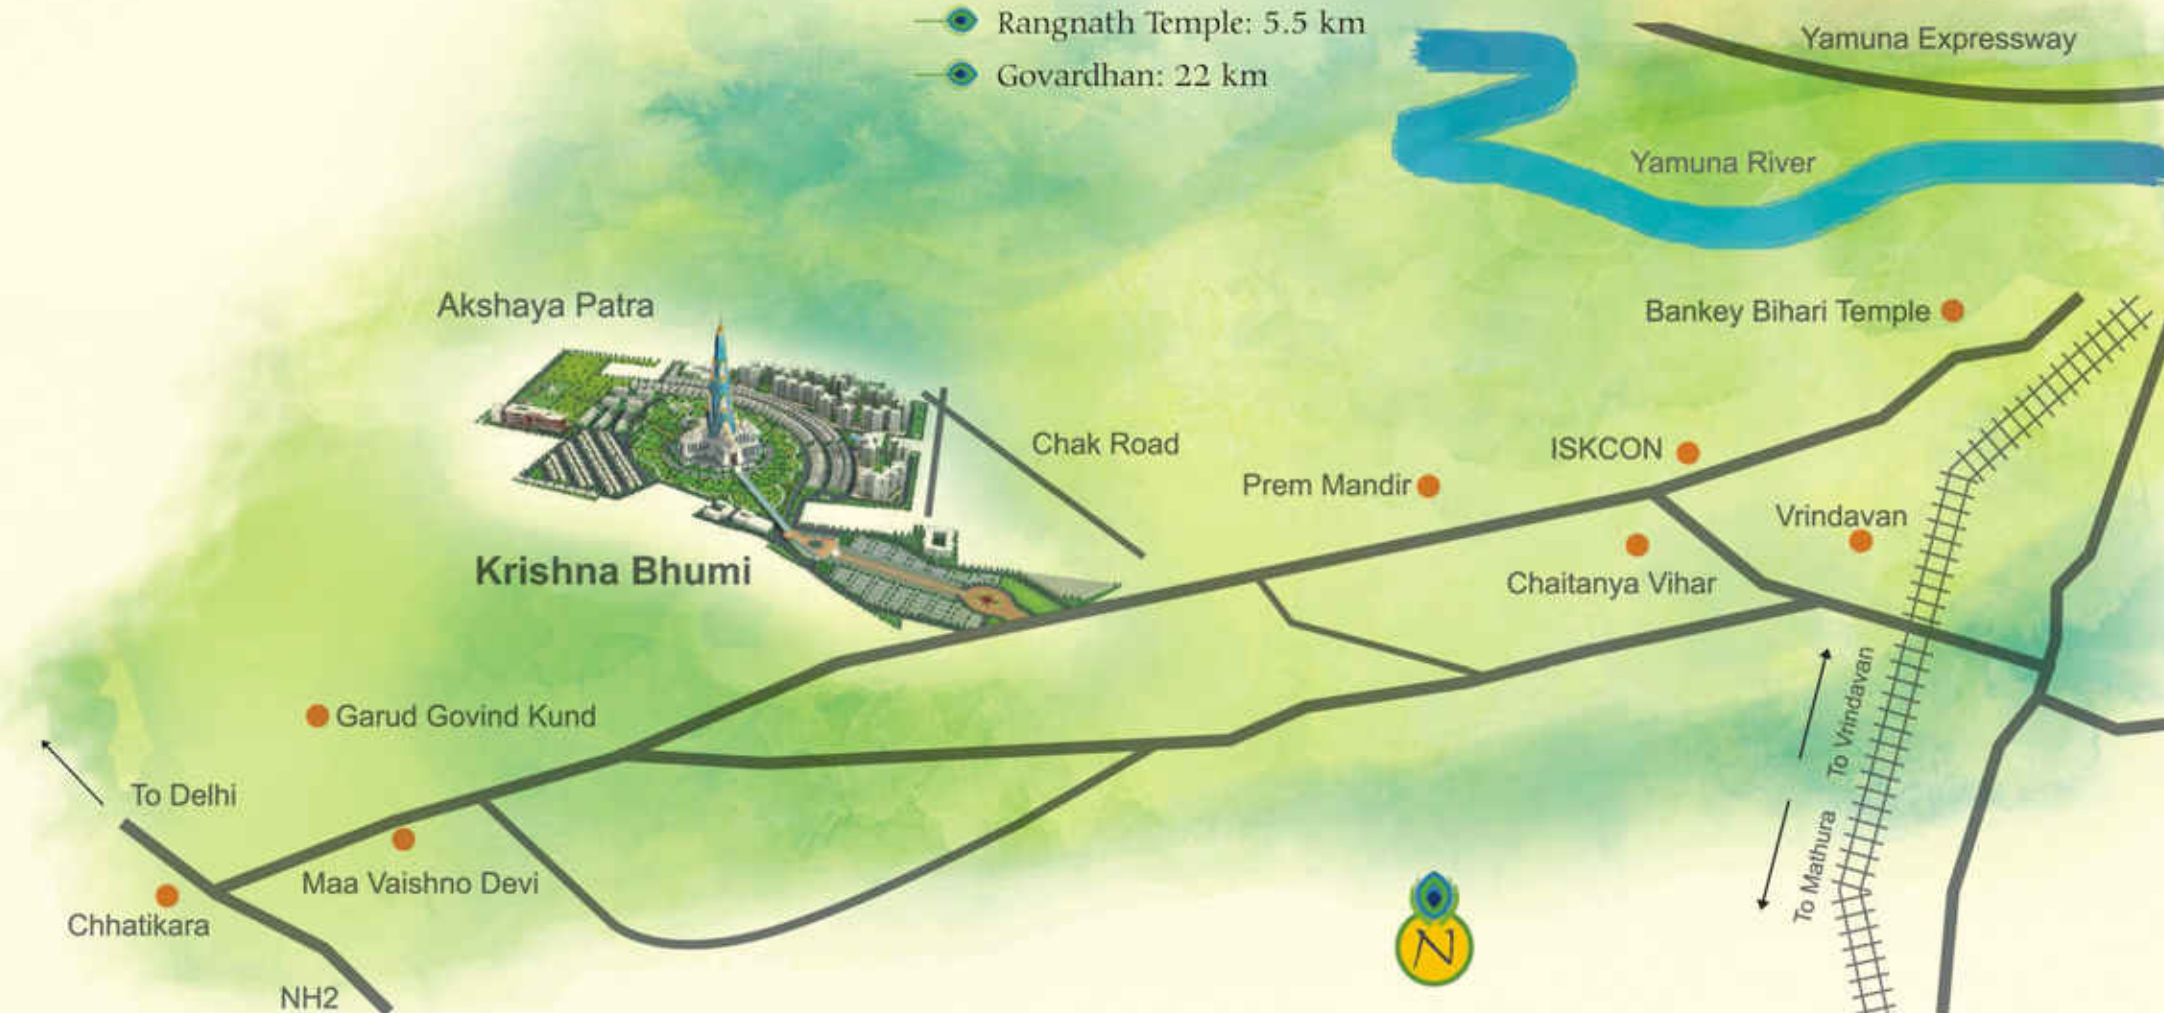 Rangnath Temple: 5.5 km
Govardhan: 22 km
Yamuna Expressway
Yamuna River
Akshaya Patra
Bankey Bihari Temple
Chak Road
ISKCON
Prem Mandir
Vrindavan
Krishna Bhumi
Chaitanya Vihar
Garud Govind Kund
To Vrindavan
To Delhi
To Mathura
Maa Vaishno Devi
Chhatikara
N
NH2